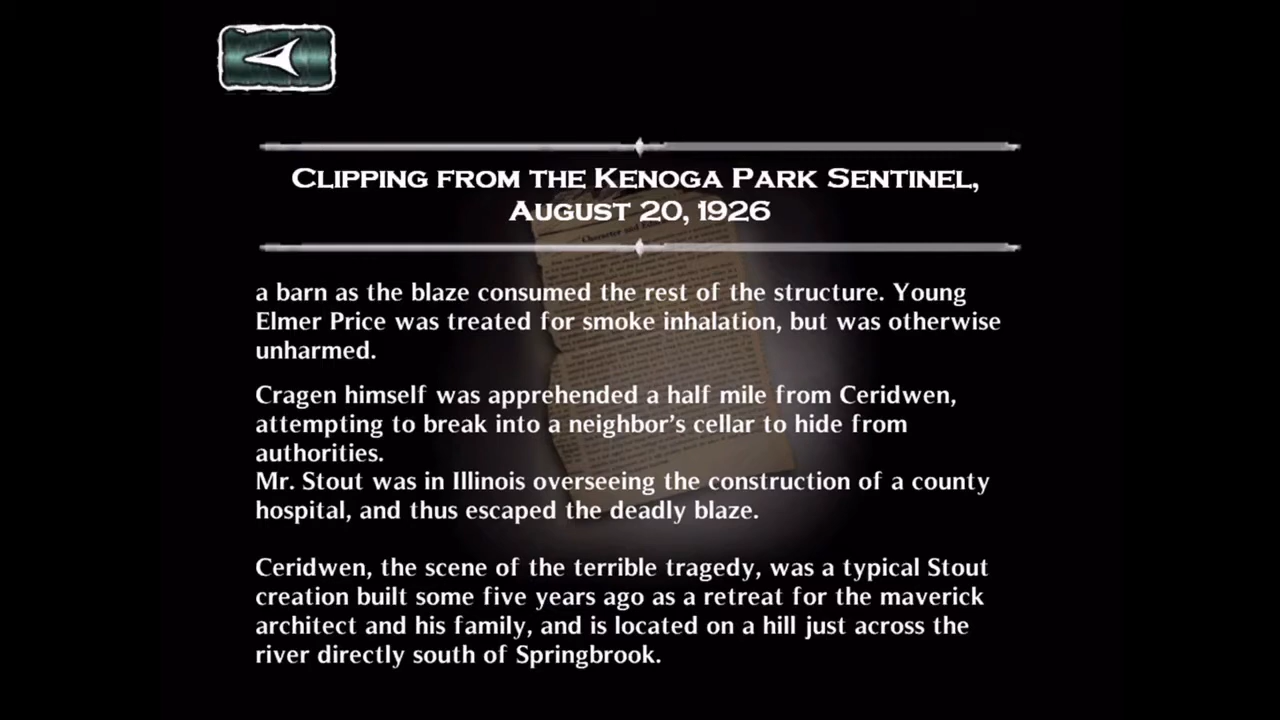 Clipping from the Kenoga Park Sentinel,
August 20, 1926
a barn as the blaze consumed the rest of the structure. Young
Elmer Price was treated for smoke inhalation, but was otherwise
unharmed.
Cragen himself was apprehended a half mile from Ceridwen,
attempting to break into a neighbor's cellar to hide from
authorities.
Mr. Stout was in Illinois overseeing the construction of a county
hospital, and thus escaped the deadly blaze.
Ceridwen, the scene of the terrible tragedy, was a typical Stout
creation built some five years ago as a retreat for the maverick
architect and his family, and is located on a hill just across the
river directly south of Springbrook.